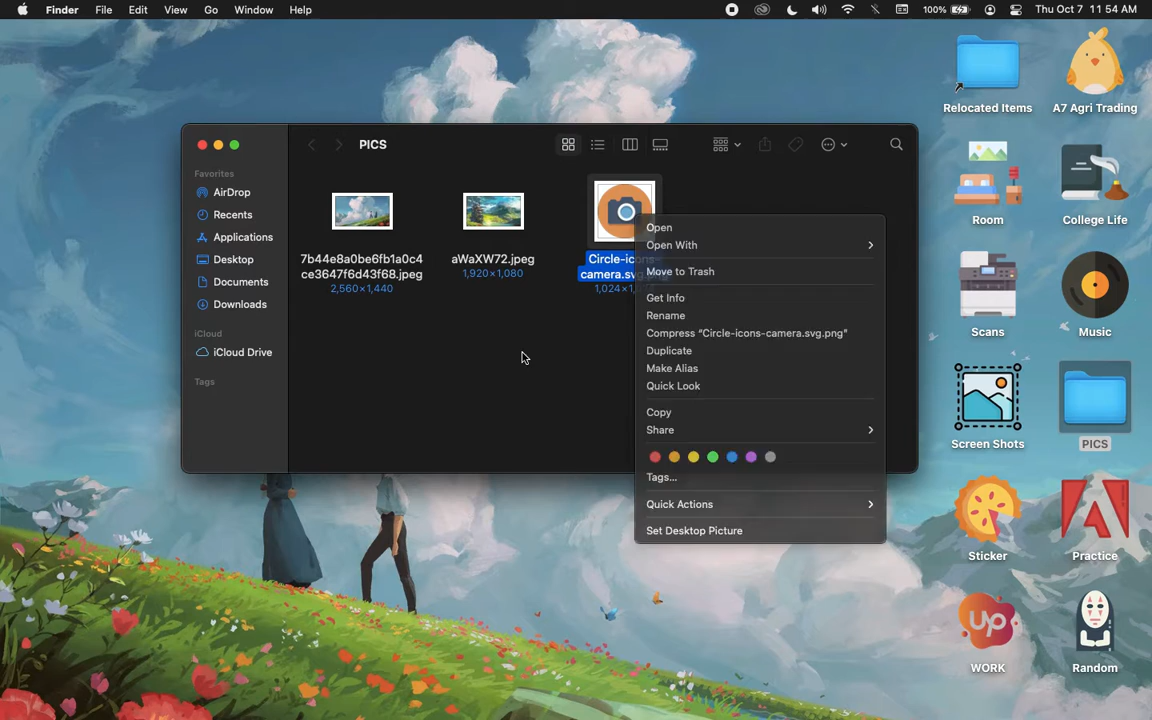 Finder File Edit View Go Window Help 100% Thu Oct 7 11 54 AM
Relocated Items
A7 Agri Trading
PICS
Favorites
AirDrop
Recents
Applications
Desktop
Documents
Downloads
iCloud
iCloud Drive
Tags
7b44e8a0be6fb1a0c4
ce3647f6d43f68.jpeg
2,560×1,440
aWaXW72.jpeg
1,920×1,080
Circle-icons-
camera.sv
1,024×1,0
Open
Open With
Move to Trash
Get Info
Rename
Compress “Circle-icons-camera.svg.png”
Duplicate
Make Alias
Quick Look
Copy
Share
Tags...
Quick Actions
Set Desktop Picture
Room
College Life
Scans
Music
Screen Shots
PICS
Sticker
Practice
up
WORK
Random